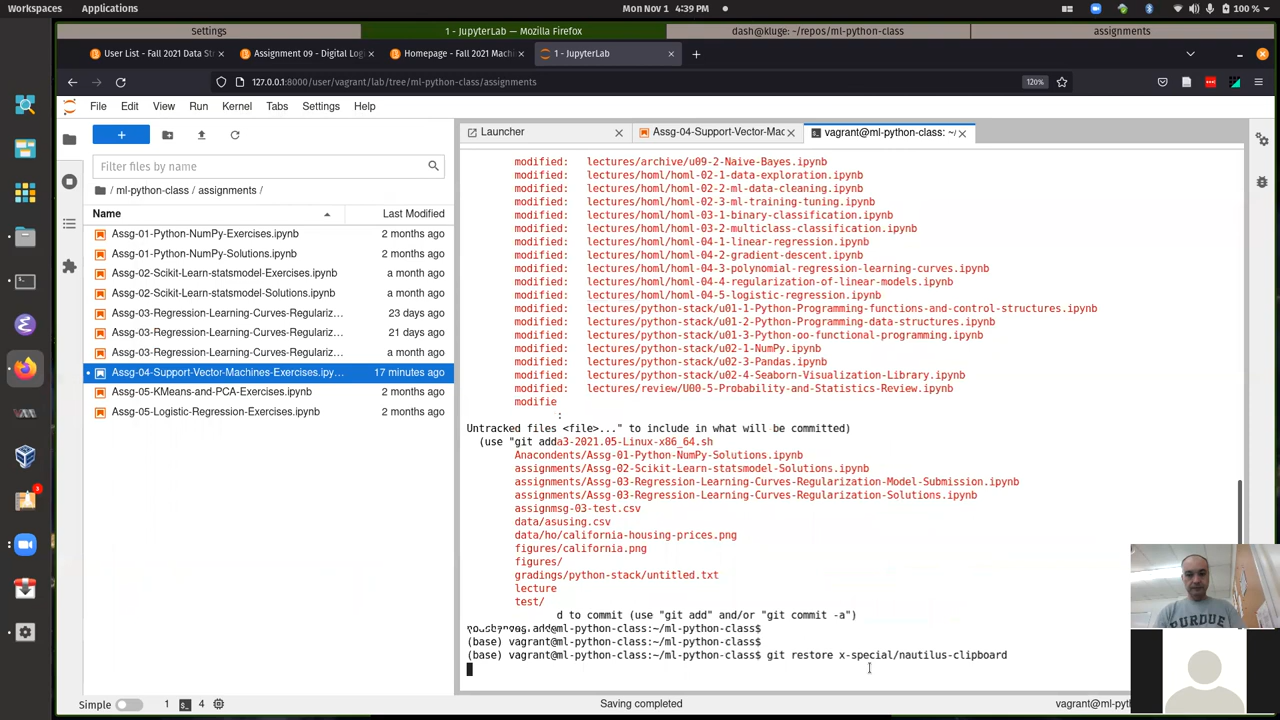 Workspaces Applications Mon Nov 1 4:39 PM 100 %
Settings 1 - JupyterLab — Mozilla Firefox dash@kluge: ~/repos/ml-python-class assignments
User List - Fall 2021 Data St Assignment 09 - Digital Logi Homepage - Fall 2021 Machi 1 - JupyterLab
127.0.0.1:8000/user/vagrant/lab/tree/ml-python-class/assignments 120%
File Edit View Run Kernel Tabs Settings Help
Launcher Assg-04-Support-Vector-Mac vagrant@ml-python-class: ~/
Filter files by name
/ ml-python-class / assignments /
Name Last Modified
Assg-01-Python-NumPy-Exercises.ipynb 2 months ago
Assg-01-Python-NumPy-Solutions.ipynb 2 months ago
Assg-02-Scikit-Learn-statsmodel-Exercises.ipynb a month ago
Assg-02-Scikit-Learn-statsmodel-Solutions.ipynb a month ago
Assg-03-Regression-Learning-Curves-Regulariz… 23 days ago
Assg-03-Regression-Learning-Curves-Regulariz… 21 days ago
Assg-03-Regression-Learning-Curves-Regulariz… a month ago
Assg-04-Support-Vector-Machines-Exercises.ipy… 17 minutes ago
Assg-05-KMeans-and-PCA-Exercises.ipynb 2 months ago
Assg-05-Logistic-Regression-Exercises.ipynb 2 months ago
modified: lectures/archive/u09-2-Naive-Bayes.ipynb
modified: lectures/homl/homl-02-1-data-exploration.ipynb
modified: lectures/homl/homl-02-2-ml-data-cleaning.ipynb
modified: lectures/homl/homl-02-3-ml-training-tuning.ipynb
modified: lectures/homl/homl-03-1-binary-classification.ipynb
modified: lectures/homl/homl-03-2-multiclass-classification.ipynb
modified: lectures/homl/homl-04-1-linear-regression.ipynb
modified: lectures/homl/homl-04-2-gradient-descent.ipynb
modified: lectures/homl/homl-04-3-polynomial-regression-learning-curves.ipynb
modified: lectures/homl/homl-04-4-regularization-of-linear-models.ipynb
modified: lectures/homl/homl-04-5-logistic-regression.ipynb
modified: lectures/python-stack/u01-1-Python-Programming-functions-and-control-structures.ipynb
modified: lectures/python-stack/u01-2-Python-Programming-data-structures.ipynb
modified: lectures/python-stack/u01-3-Python-oo-functional-programming.ipynb
modified: lectures/python-stack/u02-1-NumPy.ipynb
modified: lectures/python-stack/u02-3-Pandas.ipynb
modified: lectures/python-stack/u02-4-Seaborn-Visualization-Library.ipynb
modified: lectures/review/U00-5-Probability-and-Statistics-Review.ipynb
modifie
:
Untracked files <file>..." to include in what will be committed)
(use "git adda3-2021.05-Linux-x86_64.sh
Anacondents/Assg-01-Python-NumPy-Solutions.ipynb
assignments/Assg-02-Scikit-Learn-statsmodel-Solutions.ipynb
assignments/Assg-03-Regression-Learning-Curves-Regularization-Model-Submission.ipynb
assignments/Assg-03-Regression-Learning-Curves-Regularization-Solutions.ipynb
assignmsg-03-test.csv
data/asusing.csv
data/ho/california-housing-prices.png
figures/california.png
figures/
gradings/python-stack/untitled.txt
lecture
test/
d to commit (use "git add" and/or "git commit -a")
add@ml-python-class:~/ml-python-class$
(base) vagrant@ml-python-class:~/ml-python-class$
(base) vagrant@ml-python-class:~/ml-python-class$ git restore x-special/nautilus-clipboard
Simple 1 4 Saving completed vagrant@ml-pyt
PURDUE
3